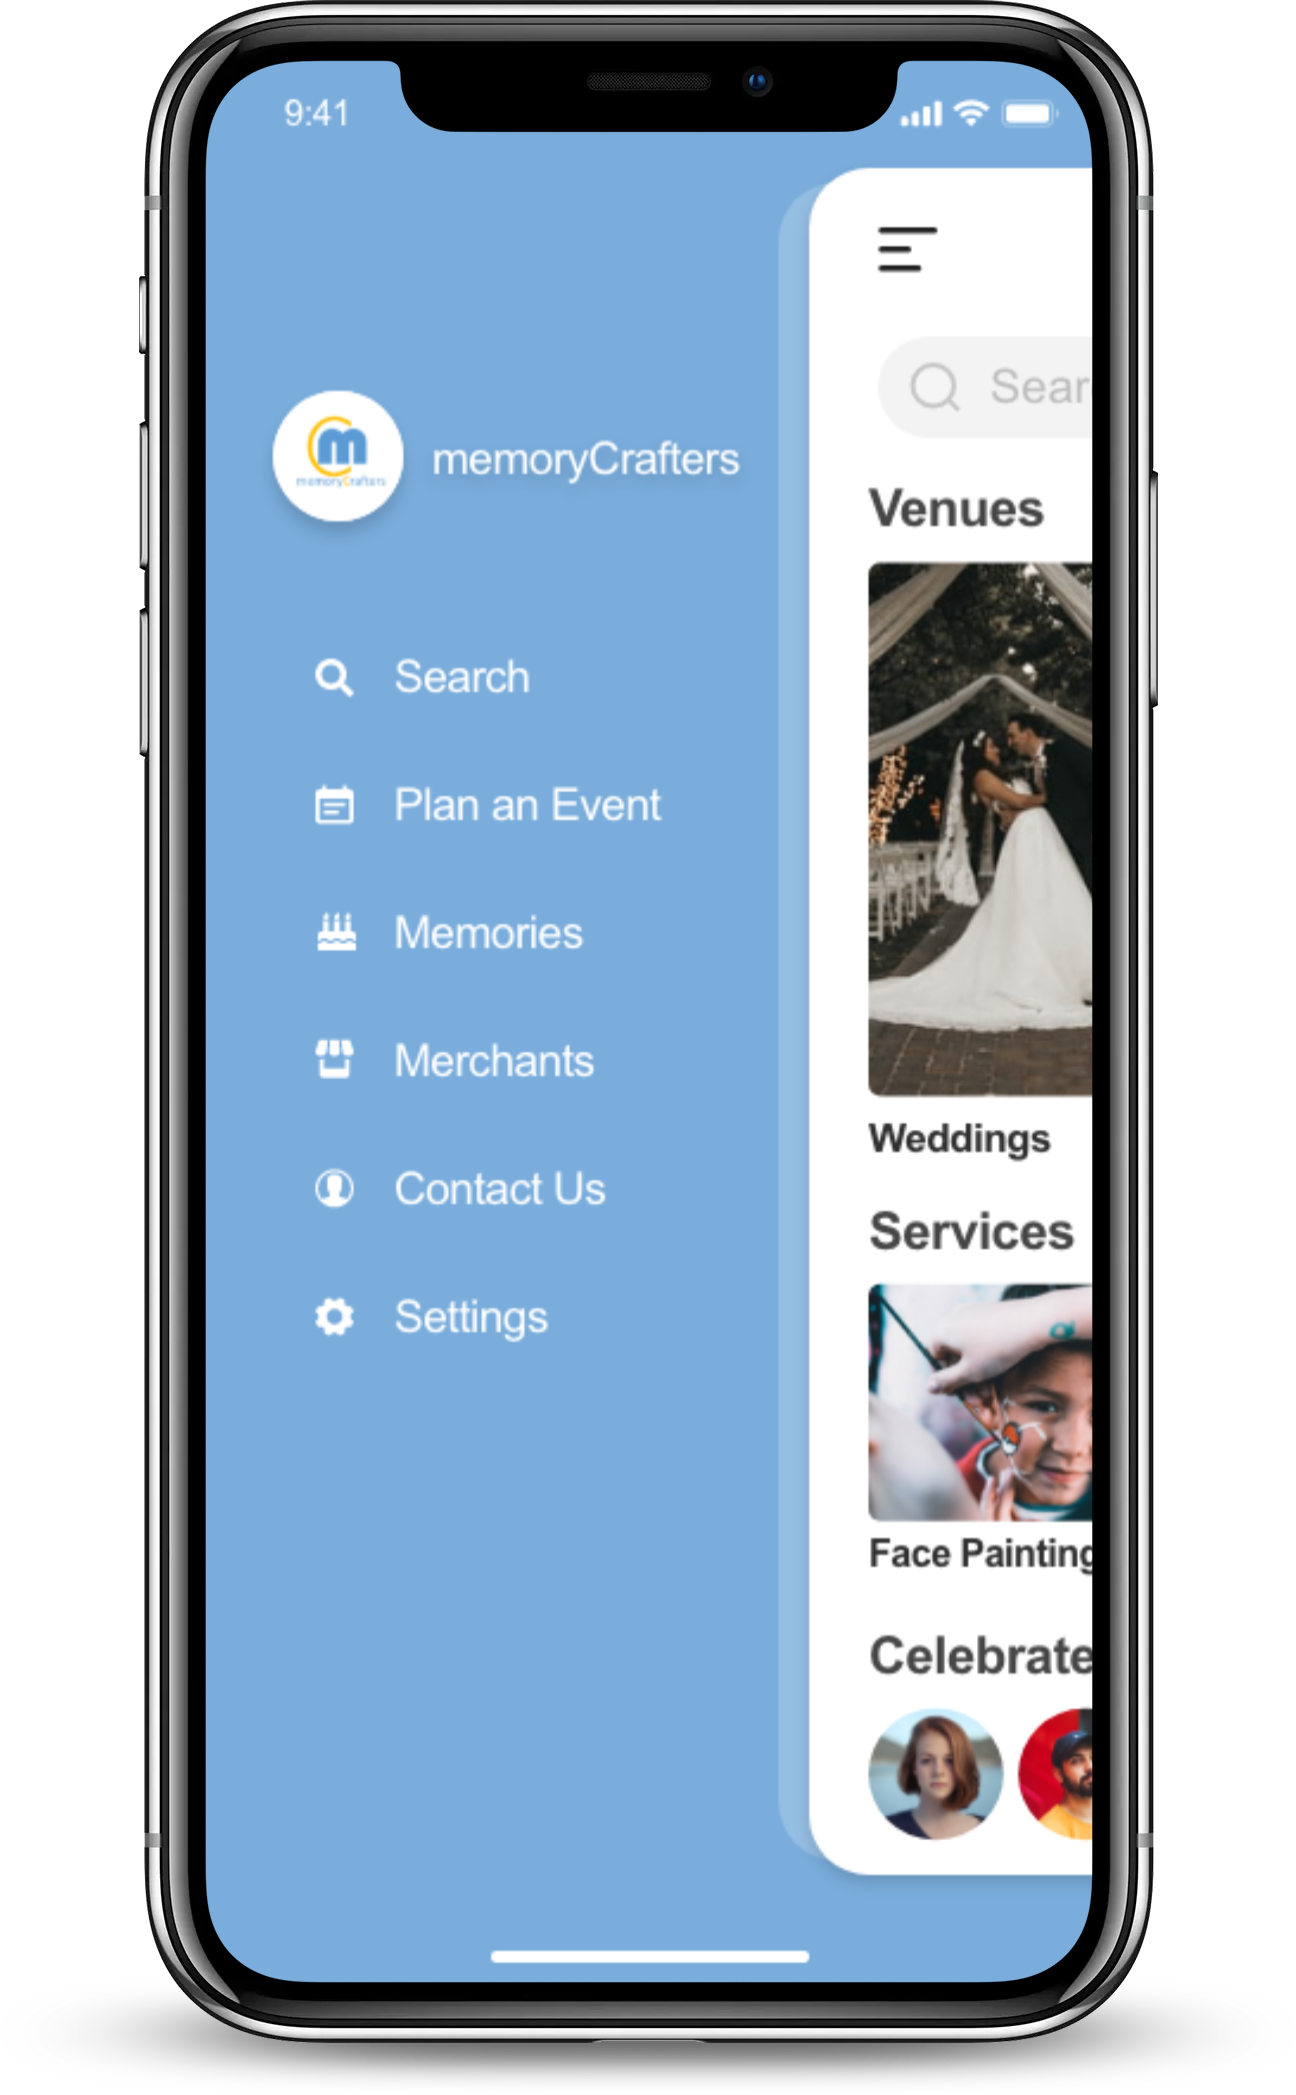 9:41
memoryCrafters
memoryCrafters
Search
Plan an Event
Memories
Merchants
Contact Us
Settings
Sear
Venues
Weddings
Services
Face Painting
Celebrate